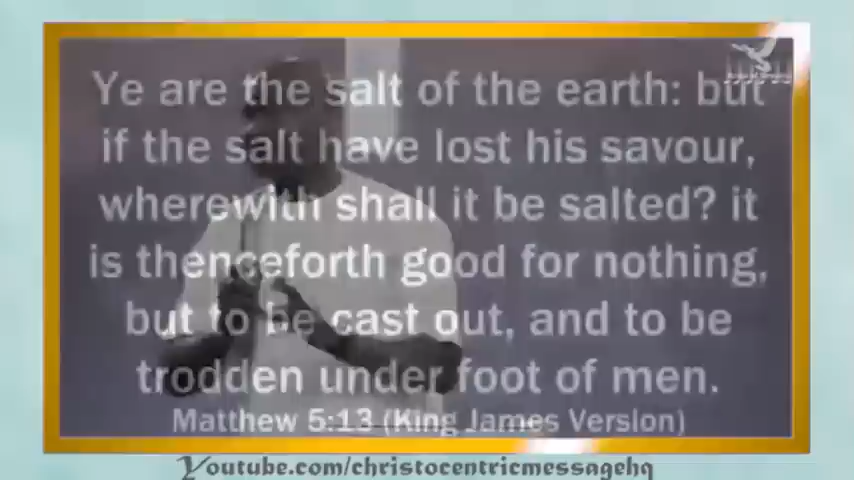 Ye are the salt of the earth: but
if the salt have lost his savour,
wherewith shall it be salted? it
is thenceforth good for nothing,
but to be cast out, and to be
trodden under foot of men.
Matthew 5:13 (King James Version)
Youtube.com/christocentricmessagehq